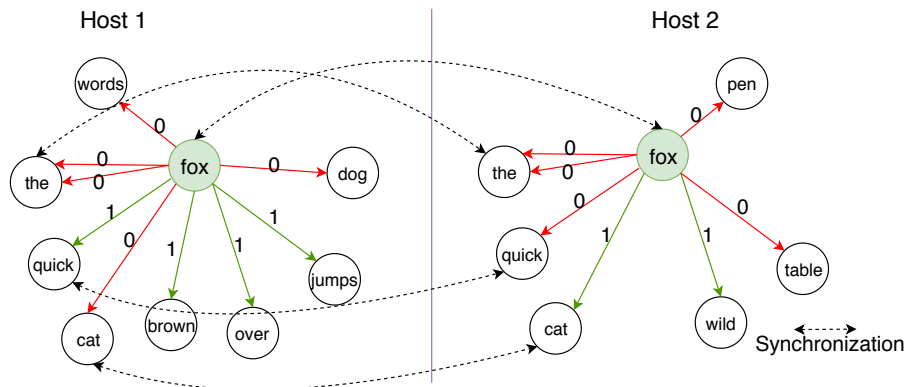 Host 1
Host 2
words
pen
0
0
fox
fox
0
0
0
0
0
the
dog
the
1
0
0
0
quick
1
1
1
quick
1
1
jumps
table
cat
brown
over
cat
wild
Synchronization